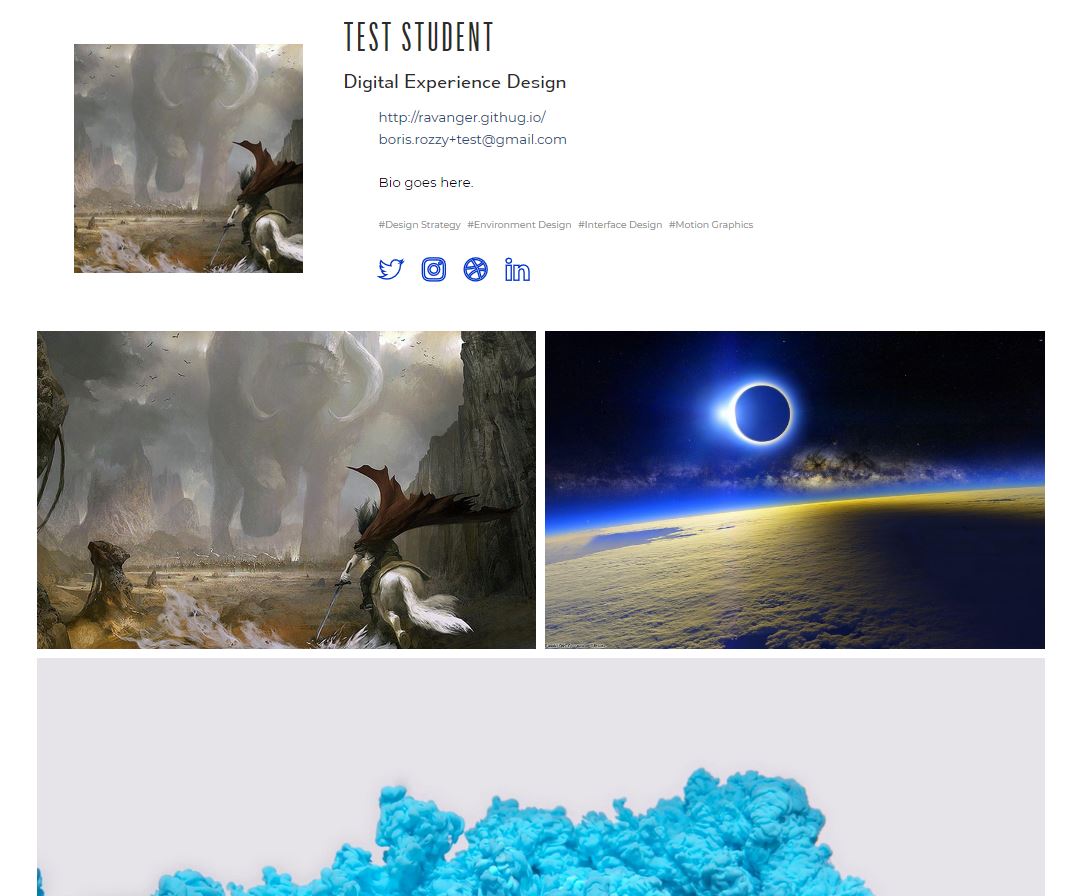 TEST STUDENT
Digital Experience Design
http://ravanger.githug.io/
boris.rozzy+test@gmail.com
Bio goes here.
#Design Strategy #Environment Design #Interface Design #Motion Graphics
in